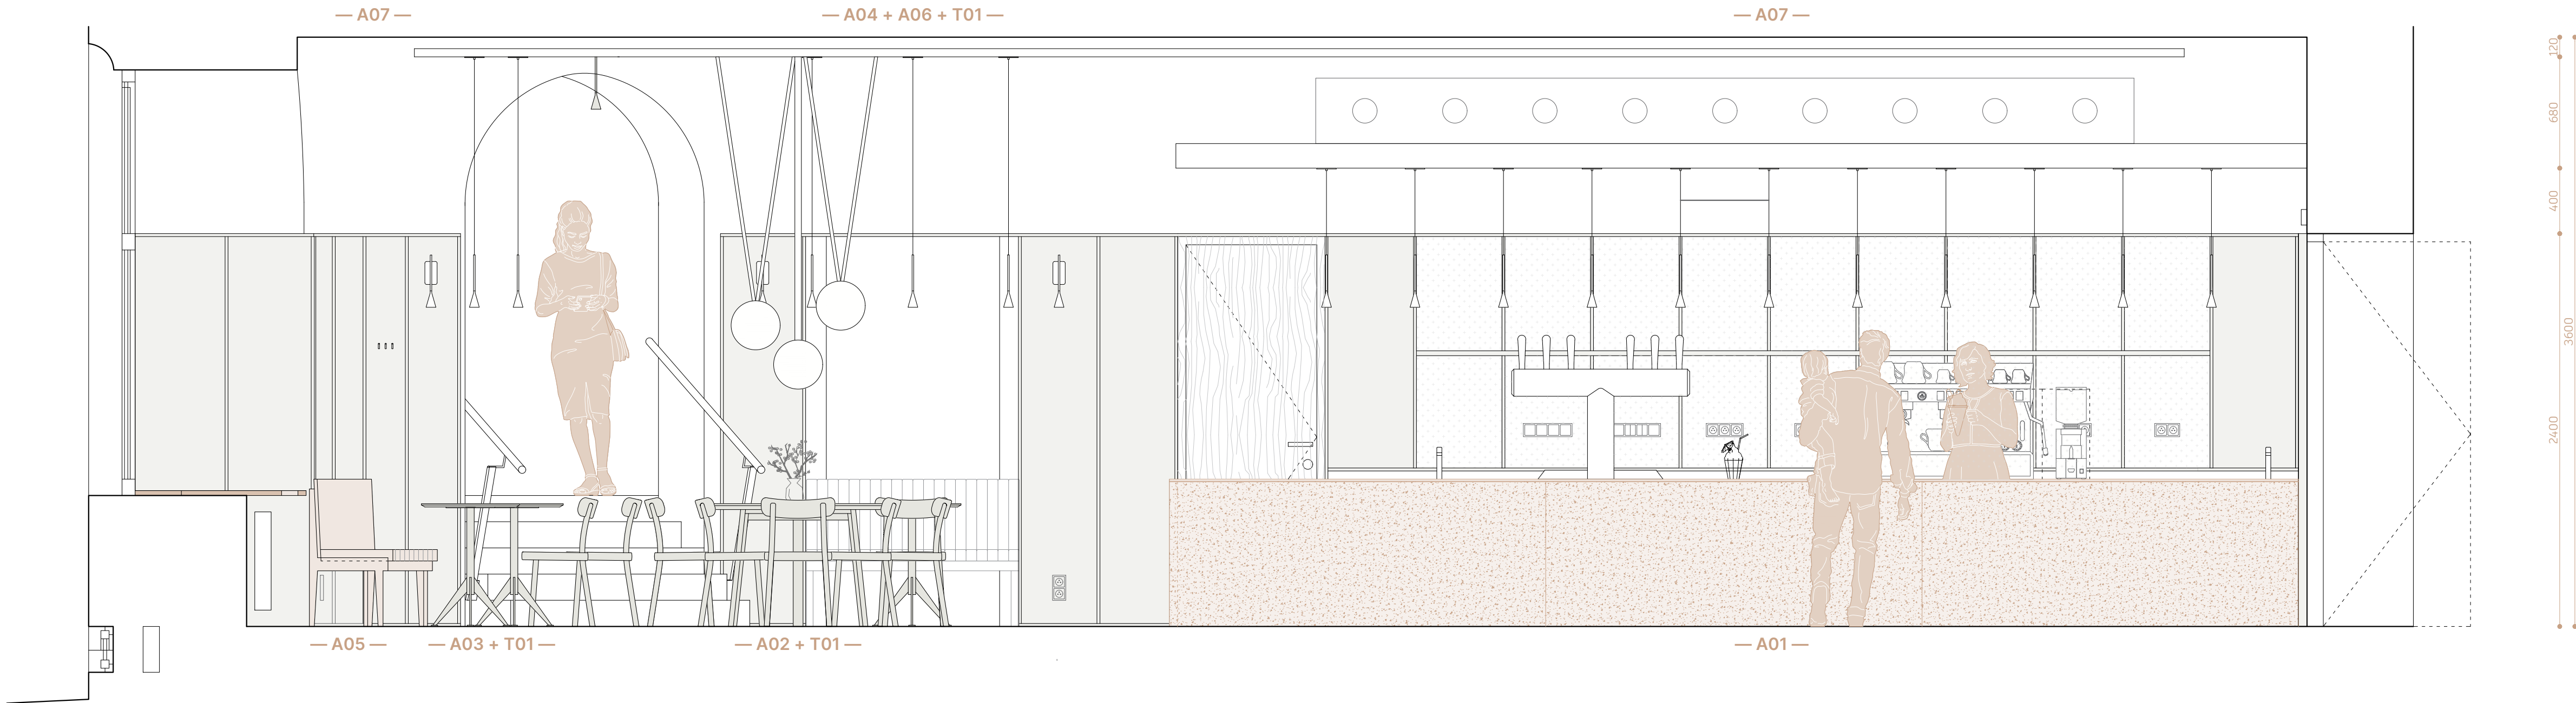 — A07 —
— A04 + A06 + T01 —
— A07 —
120
680
400
3600
2400
— A05 —
— A03 + T01 —
— A02 + T01 —
— A01 —